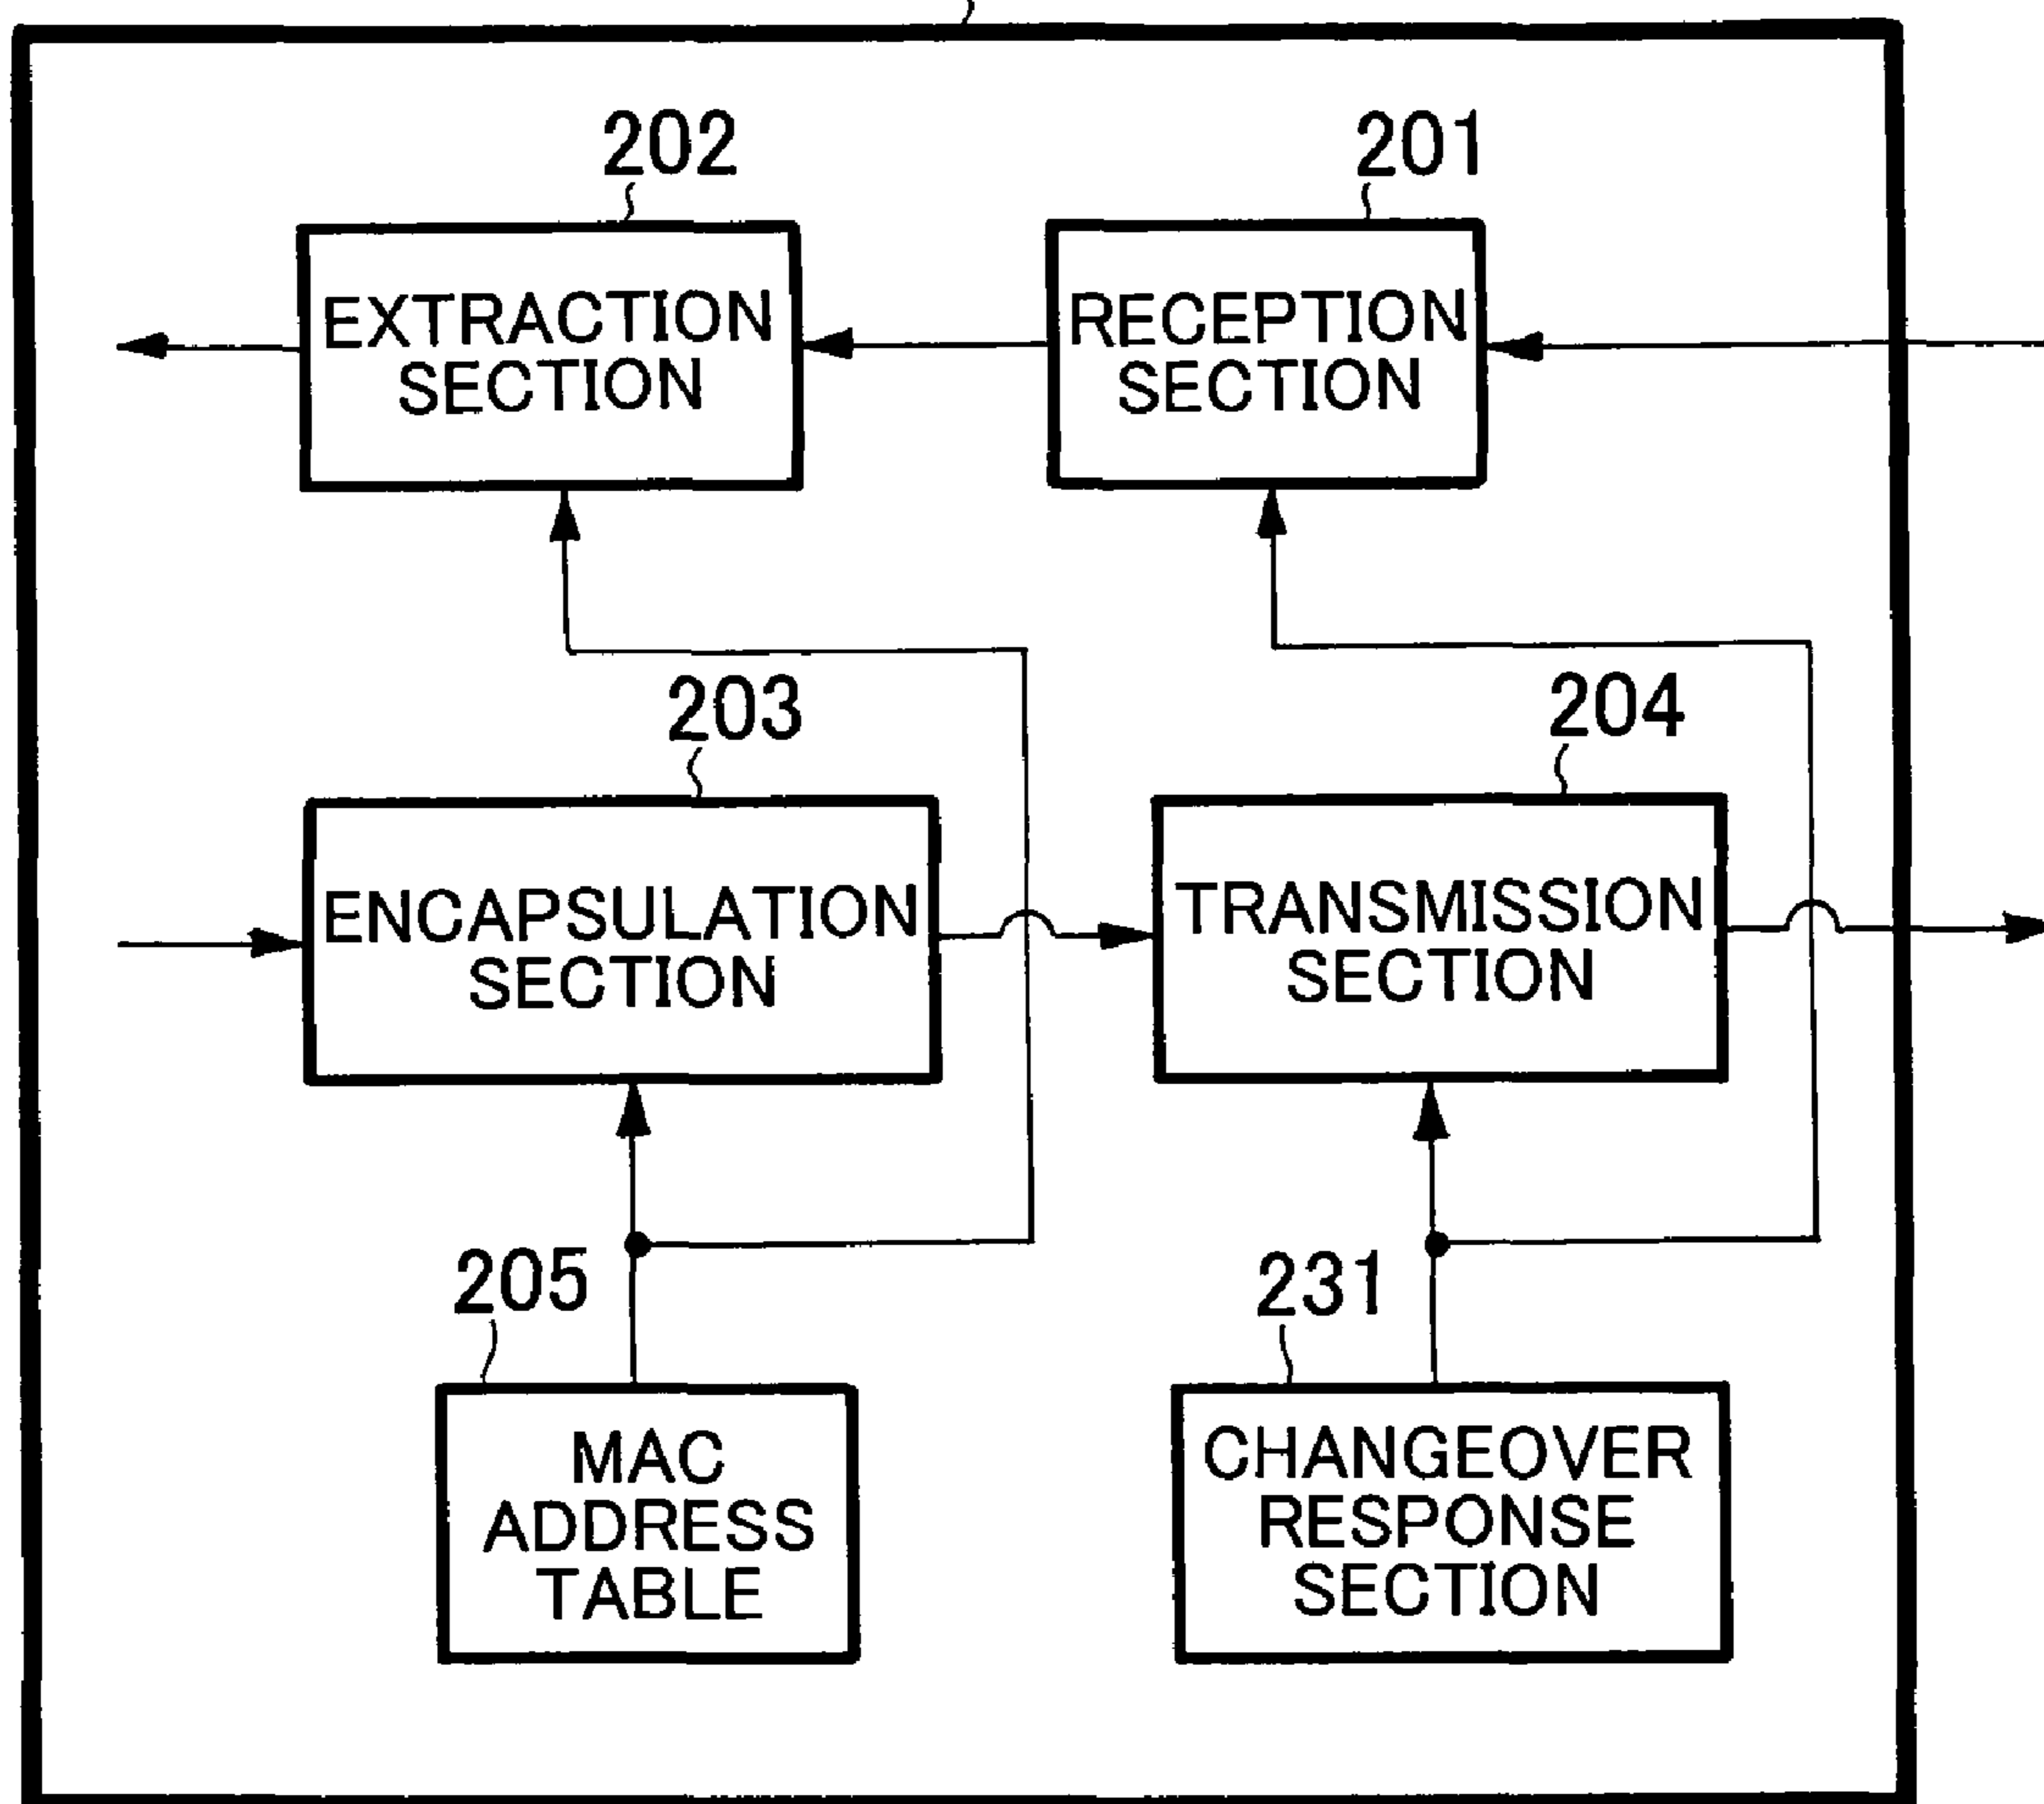 202
201
EXTRACTION
SECTION
RECEPTION
SECTION
203
204
ENCAPSULATION
SECTION
TRANSMISSION
SECTION
205
231
MAC
ADDRESS
TABLE
CHANGEOVER
RESPONSE
SECTION